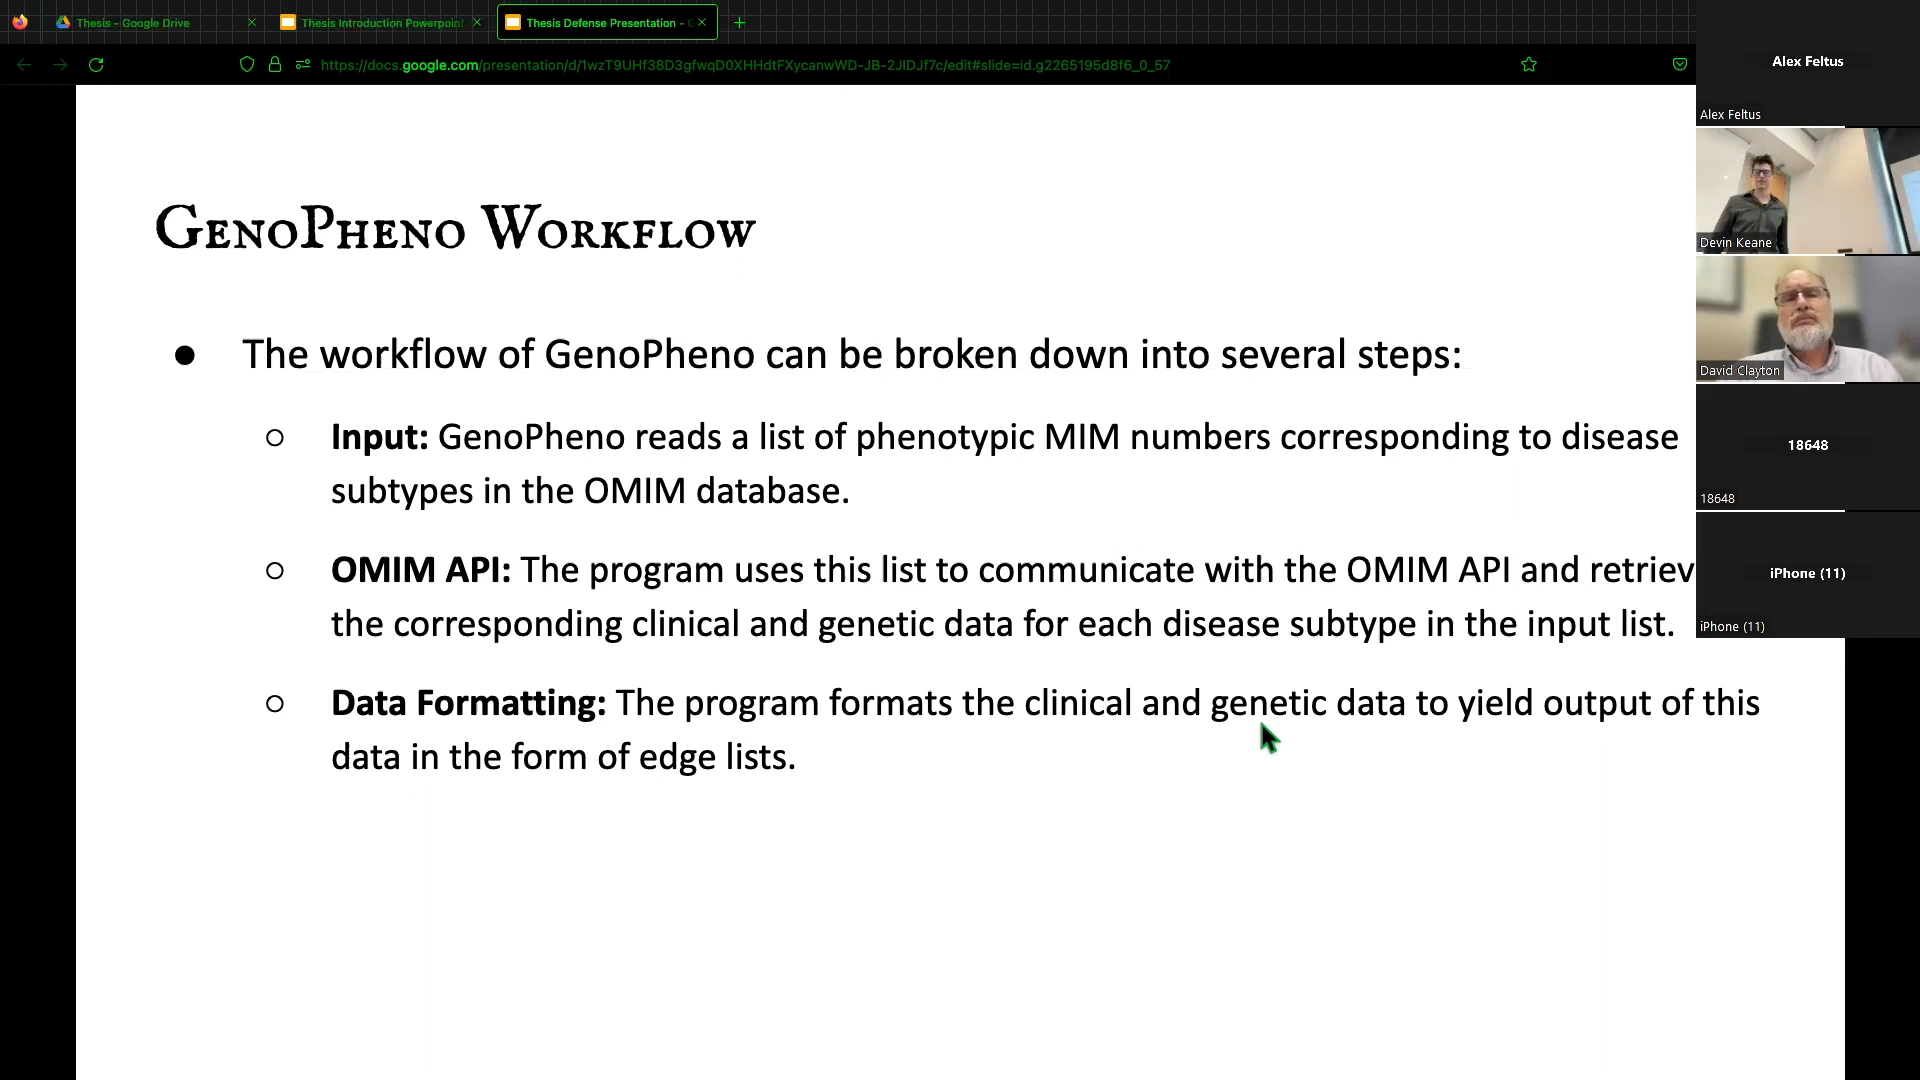 Thesis - Google Drive
Thesis Introduction Powerpoint
Thesis Defense Presentation -
https://docs.google.com/presentation/d/1wzT9UHf38D3gfwqD0XHHdtFXycanwWD-JB-2JIDJf7c/edit#slide=id.g2265195d8f6_0_57
Alex Feltus
Alex Feltus
Devin Keane
David Clayton
18648
18648
iPhone (11)
iPhone (11)
GenoPheno Workflow
● The workflow of GenoPheno can be broken down into several steps:
○ Input: GenoPheno reads a list of phenotypic MIM numbers corresponding to disease
subtypes in the OMIM database.
○ OMIM API: The program uses this list to communicate with the OMIM API and retriev
the corresponding clinical and genetic data for each disease subtype in the input list.
○ Data Formatting: The program formats the clinical and genetic data to yield output of this
data in the form of edge lists.